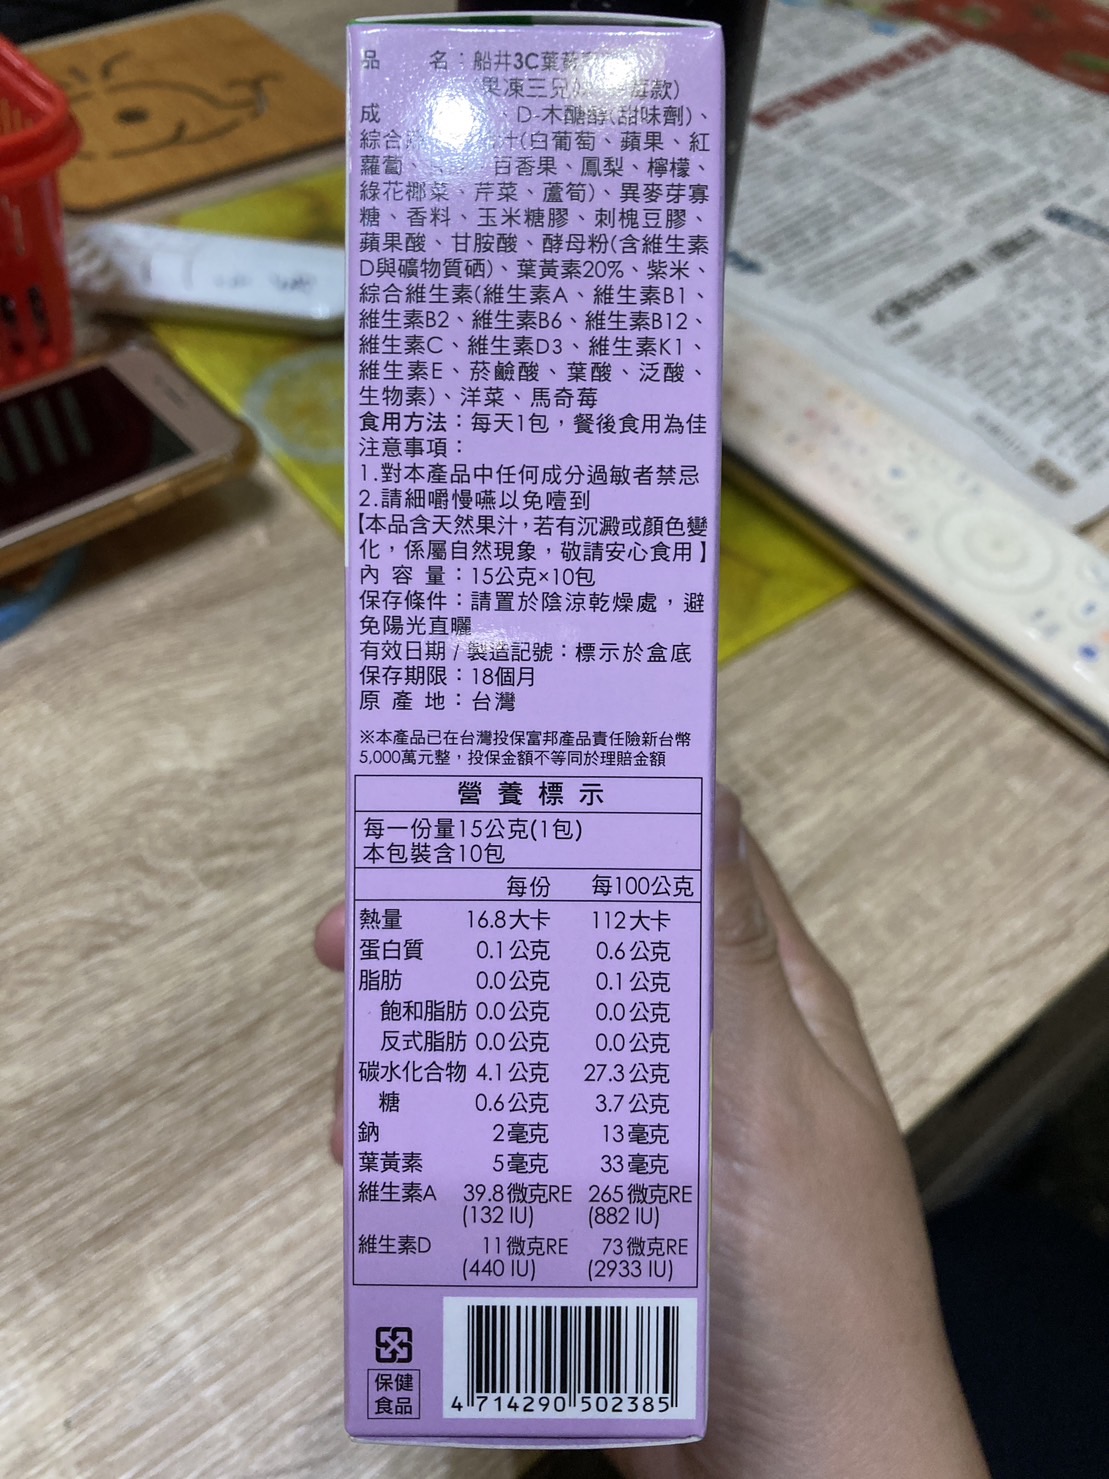 品 名：船井3C葉黃
果凍三兄 款)
成 、D-木醣醇(甜味劑)、
綜合 汁(白葡萄、蘋果、紅
蘿蔔、 百香果、鳳梨、檸檬、
綠花椰菜、芹菜、蘆筍)、異麥芽寡
糖、香料、玉米糖膠、刺槐豆膠、
蘋果酸、甘胺酸、酵母粉(含維生素
D與礦物質硒)、葉黃素20%、紫米、
綜合維生素(維生素A、維生素B1、
維生素B2、維生素B6、維生素B12、
維生素C、維生素D3、維生素K1、
維生素E、菸鹼酸、葉酸、泛酸、
生物素)、洋菜、馬奇莓
食用方法：每天1包，餐後食用為佳
注意事項：
1.對本產品中任何成分過敏者禁忌
2.請細嚼慢嚥以免噎到
【本品含天然果汁，若有沉澱或顏色變
化，係屬自然現象，敬請安心食用】
內 容 量：15公克×10包
保存條件：請置於陰涼乾燥處，避
免陽光直曬
有效日期/製造記號：標示於盒底
保存期限：18個月
原 產 地：台灣
※本產品已在台灣投保富邦產品責任險新台幣
5,000萬元整，投保金額不等同於理賠金額
營養標示
每一份量15公克(1包)
本包裝含10包
每份 每100公克
熱量 16.8大卡 112大卡
蛋白質 0.1公克 0.6公克
脂肪 0.0公克 0.1公克
飽和脂肪 0.0公克 0.0公克
反式脂肪 0.0公克 0.0公克
碳水化合物 4.1公克 27.3公克
糖 0.6公克 3.7公克
鈉 2毫克 13毫克
葉黃素 5毫克 33毫克
維生素A 39.8微克RE 265微克RE
(132 IU) (882 IU)
維生素D 11微克RE 73微克RE
(440 IU) (2933 IU)
保健
食品
4 714290 502385